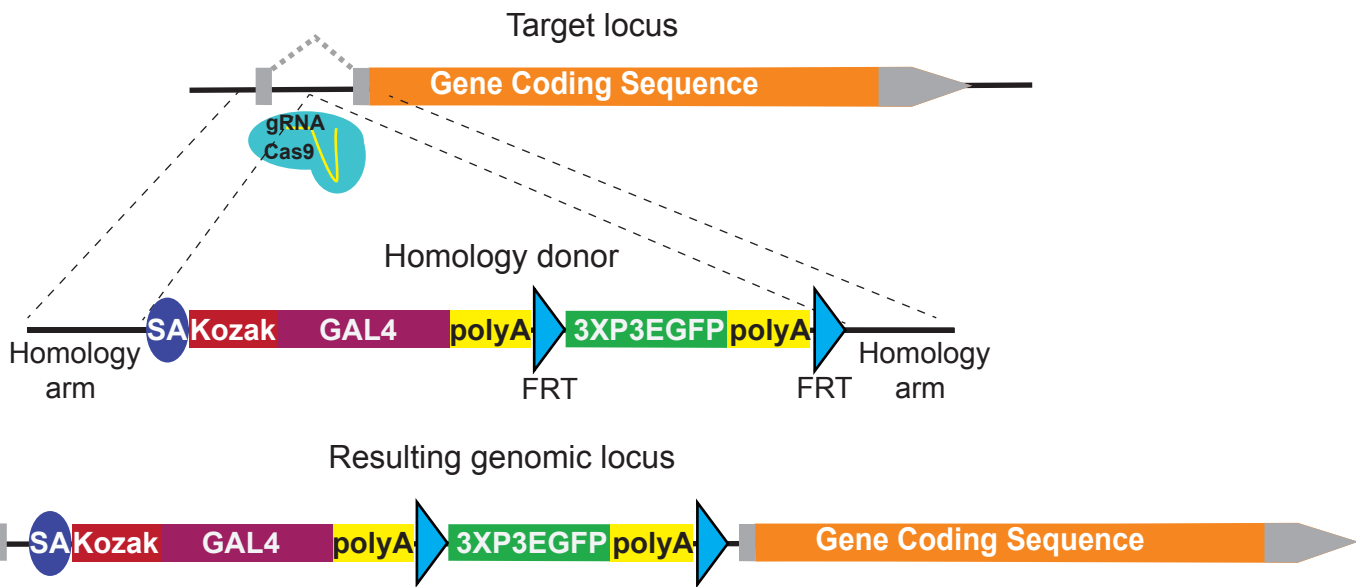 Target locus
Gene Coding Sequence
gRNA
Cas9
Homology donor
SA Kozak GAL4 polyA 3XP3EGFP polyA
Homology arm
FRT
FRT
Homology arm
Resulting genomic locus
SA Kozak GAL4 polyA 3XP3EGFP polyA Gene Coding Sequence